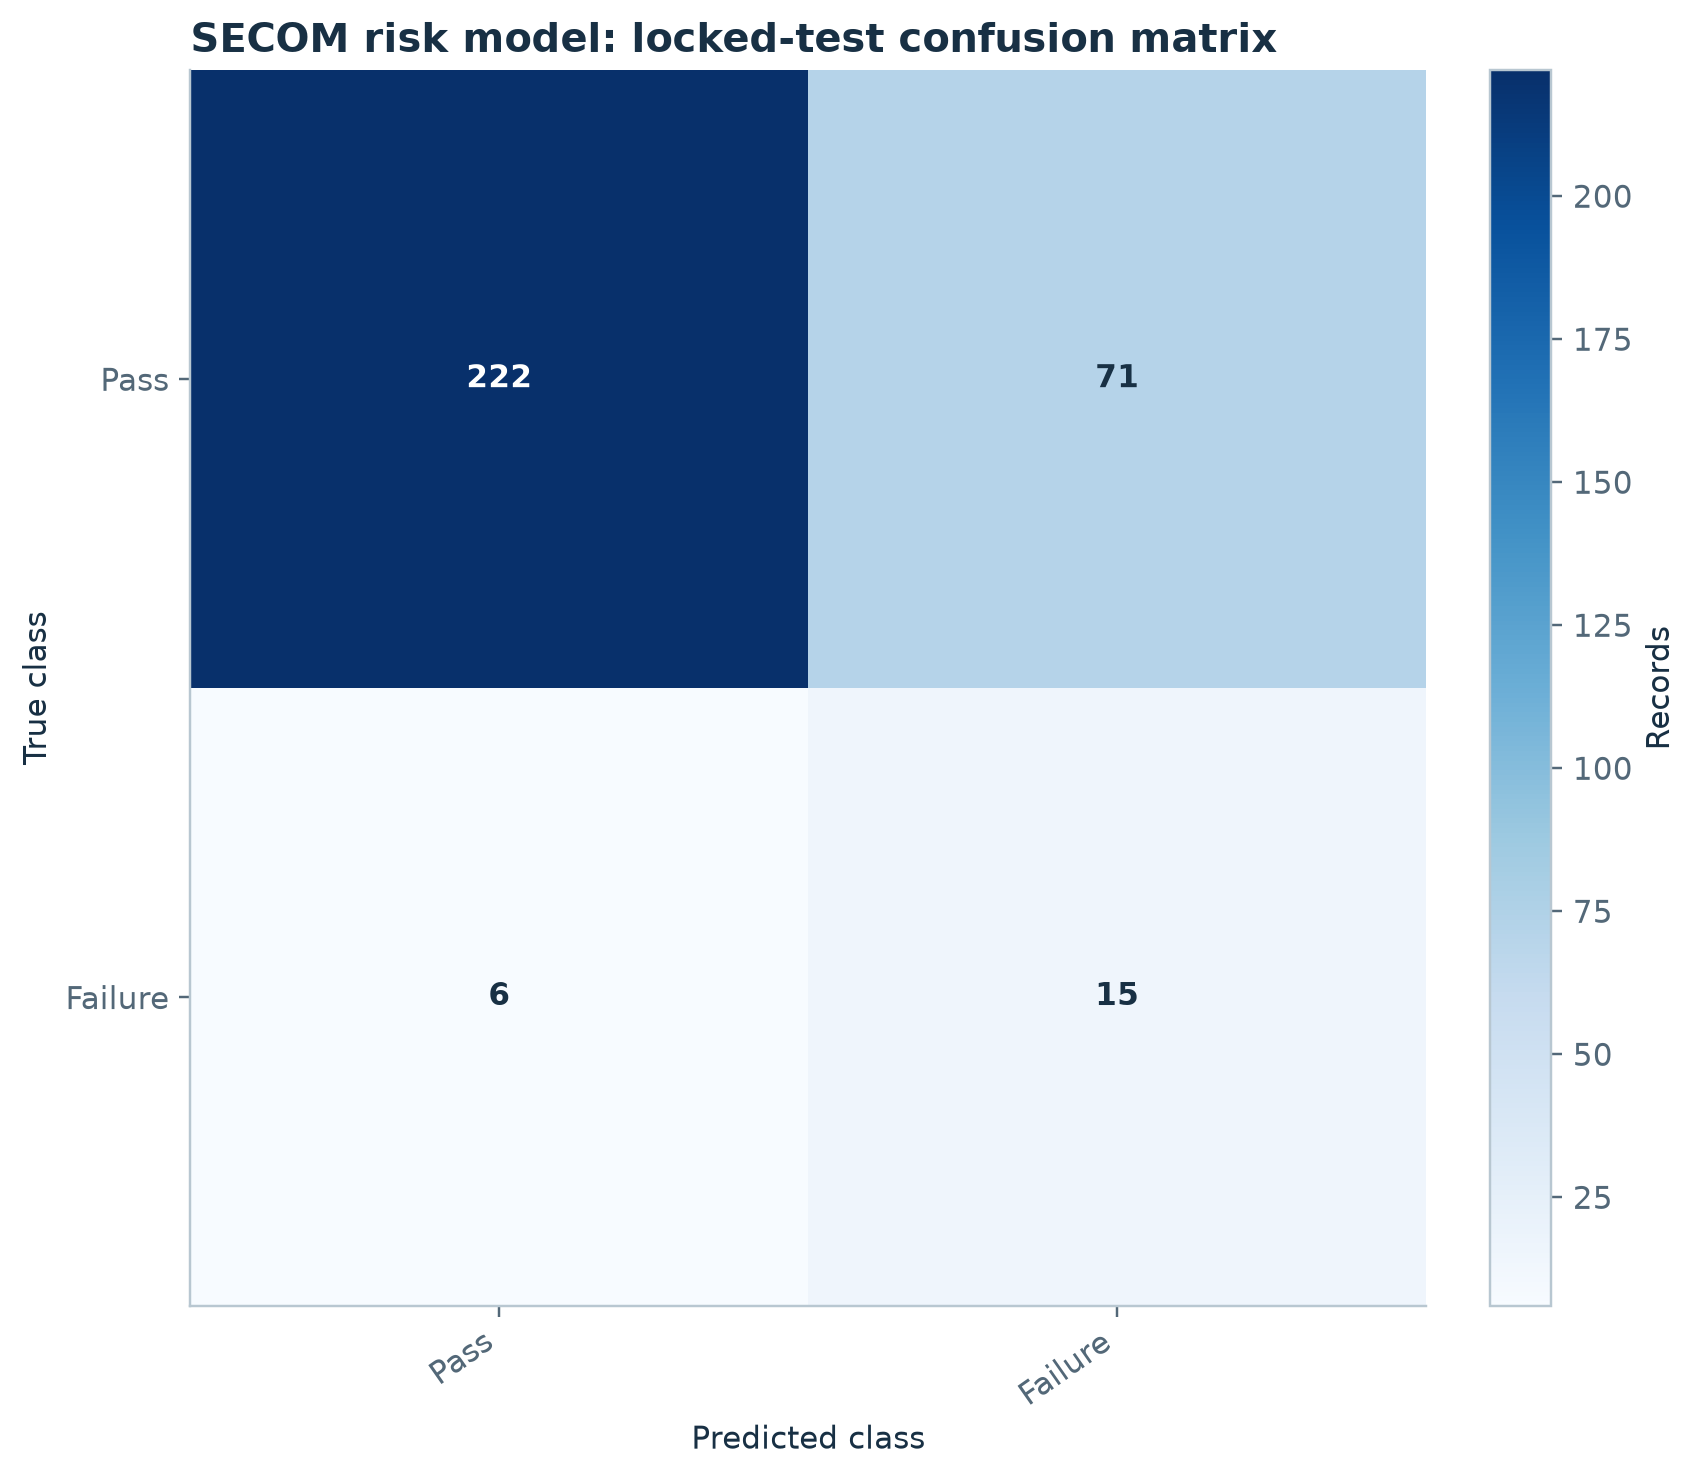 SECOM risk model: locked-test confusion matrix
222
71
6
15
Pass
Failure
True class
Pass
Failure
Predicted class
200
175
150
125
100
75
50
25
Records